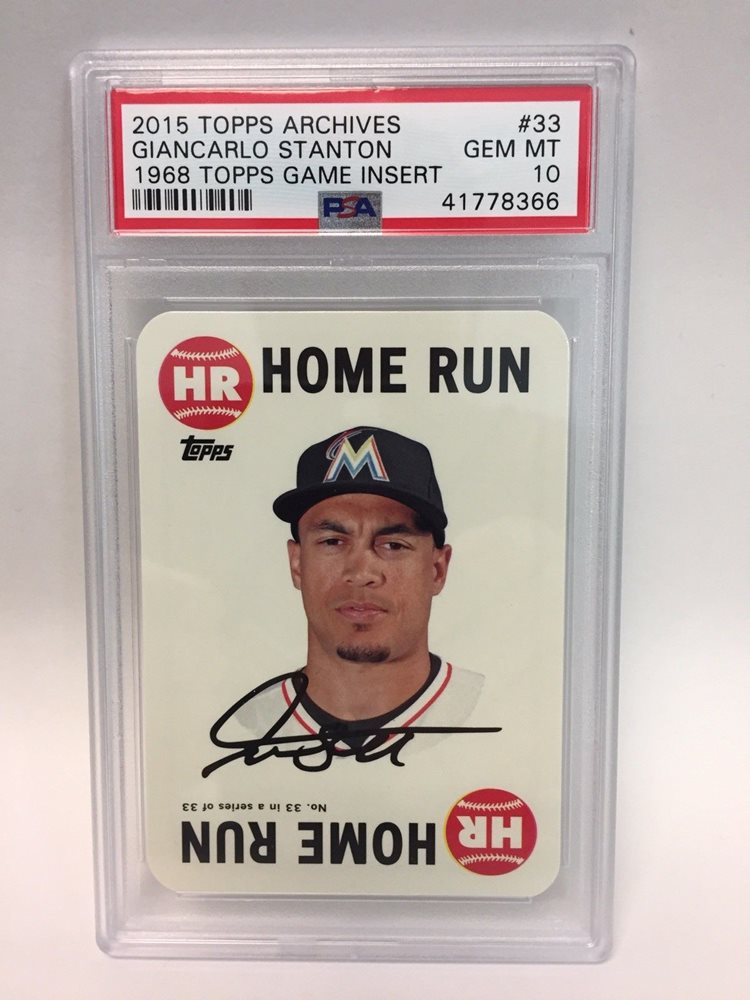 2015 TOPPS ARCHIVES #33
GIANCARLO STANTON GEM MT
1968 TOPPS GAME INSERT 10
PSA 41778366
HR HOME RUN
Topps
M
No. 33 in a series of 33
HOME RUN HR